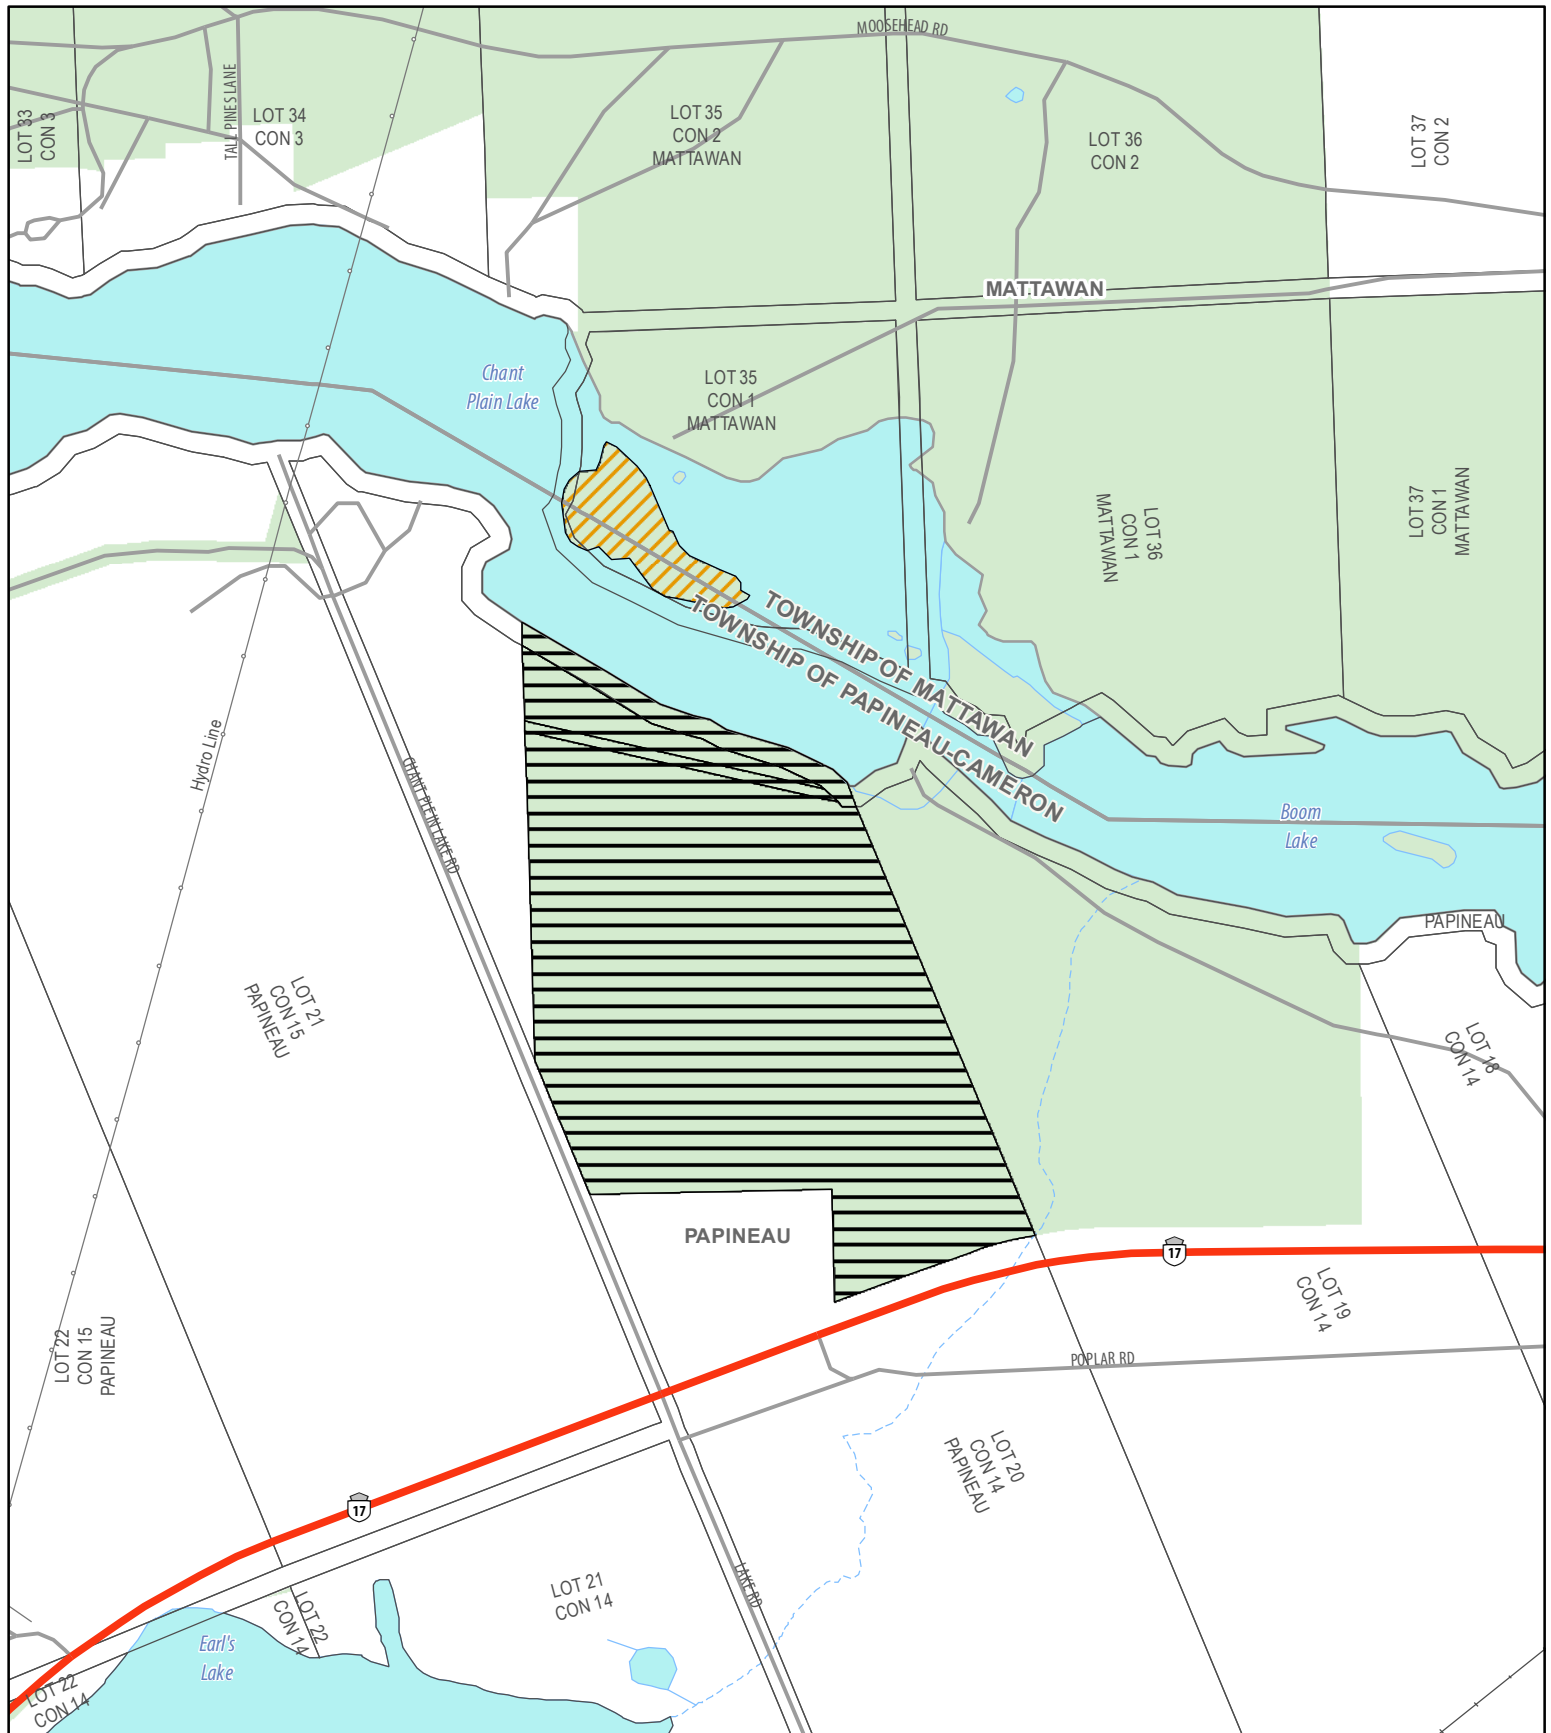 MOOSEHEAD RD
TALL PINES LANE
LOT 33
CON 3
LOT 34
CON 3
LOT 35
CON 2
MATTAWAN
LOT 36
CON 2
LOT 37
CON 2
MATTAWAN
Chant
Plain Lake
LOT 35
CON 1
MATTAWAN
LOT 36
CON 1
MATTAWAN
LOT 37
CON 1
MATTAWAN
TOWNSHIP OF MATTAWAN
TOWNSHIP OF PAPINEAU-CAMERON
Hydro Line
CHANT PLEIN LAKE RD
Boom
Lake
PAPINEAU
LOT 21
CON 15
PAPINEAU
LOT 18
CON 14
PAPINEAU
17
LOT 19
CON 14
LOT 22
CON 15
PAPINEAU
POPLAR RD
LOT 20
CON 14
PAPINEAU
17
LOT 21
CON 14
LAKE RD
LOT 22
CON 14
Earl's
Lake
LOT 22
CON 14